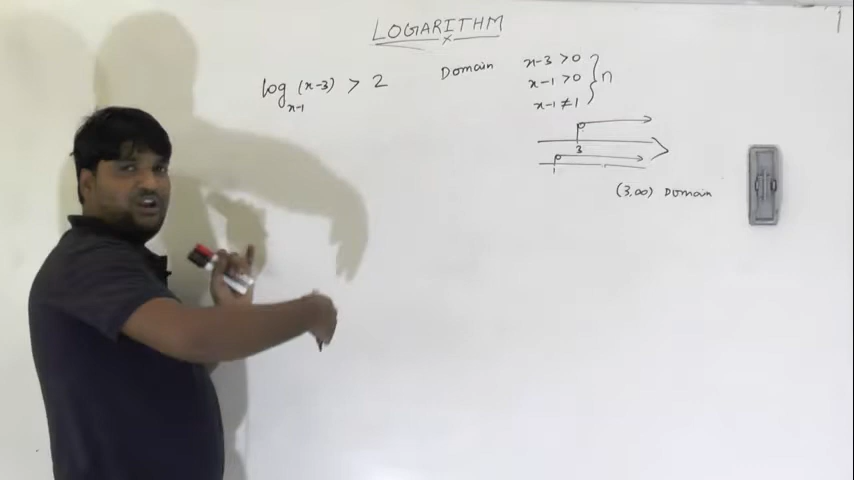 LOGARITHM
log x-1 (x-3) > 2
Domain
x-3 > 0
x-1 > 0
x-1 ≠ 1
} ∩
3
1
(3,∞) Domain